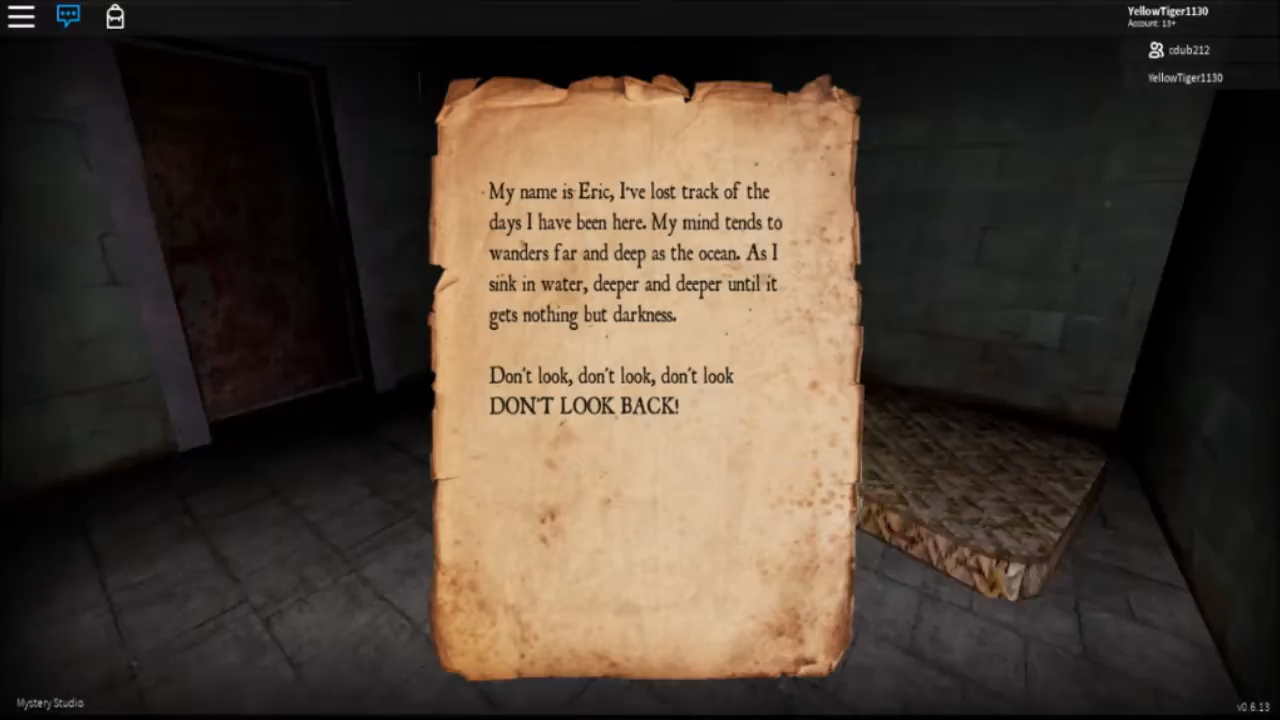 YellowTiger1130
Account: 13+
cdub212
YellowTiger1130
My name is Eric, I've lost track of the
days I have been here. My mind tends to
wanders far and deep as the ocean. As I
sink in water, deeper and deeper until it
gets nothing but darkness.
Don't look, don't look, don't look
DON'T LOOK BACK!
Mystery Studio
v0.6.13